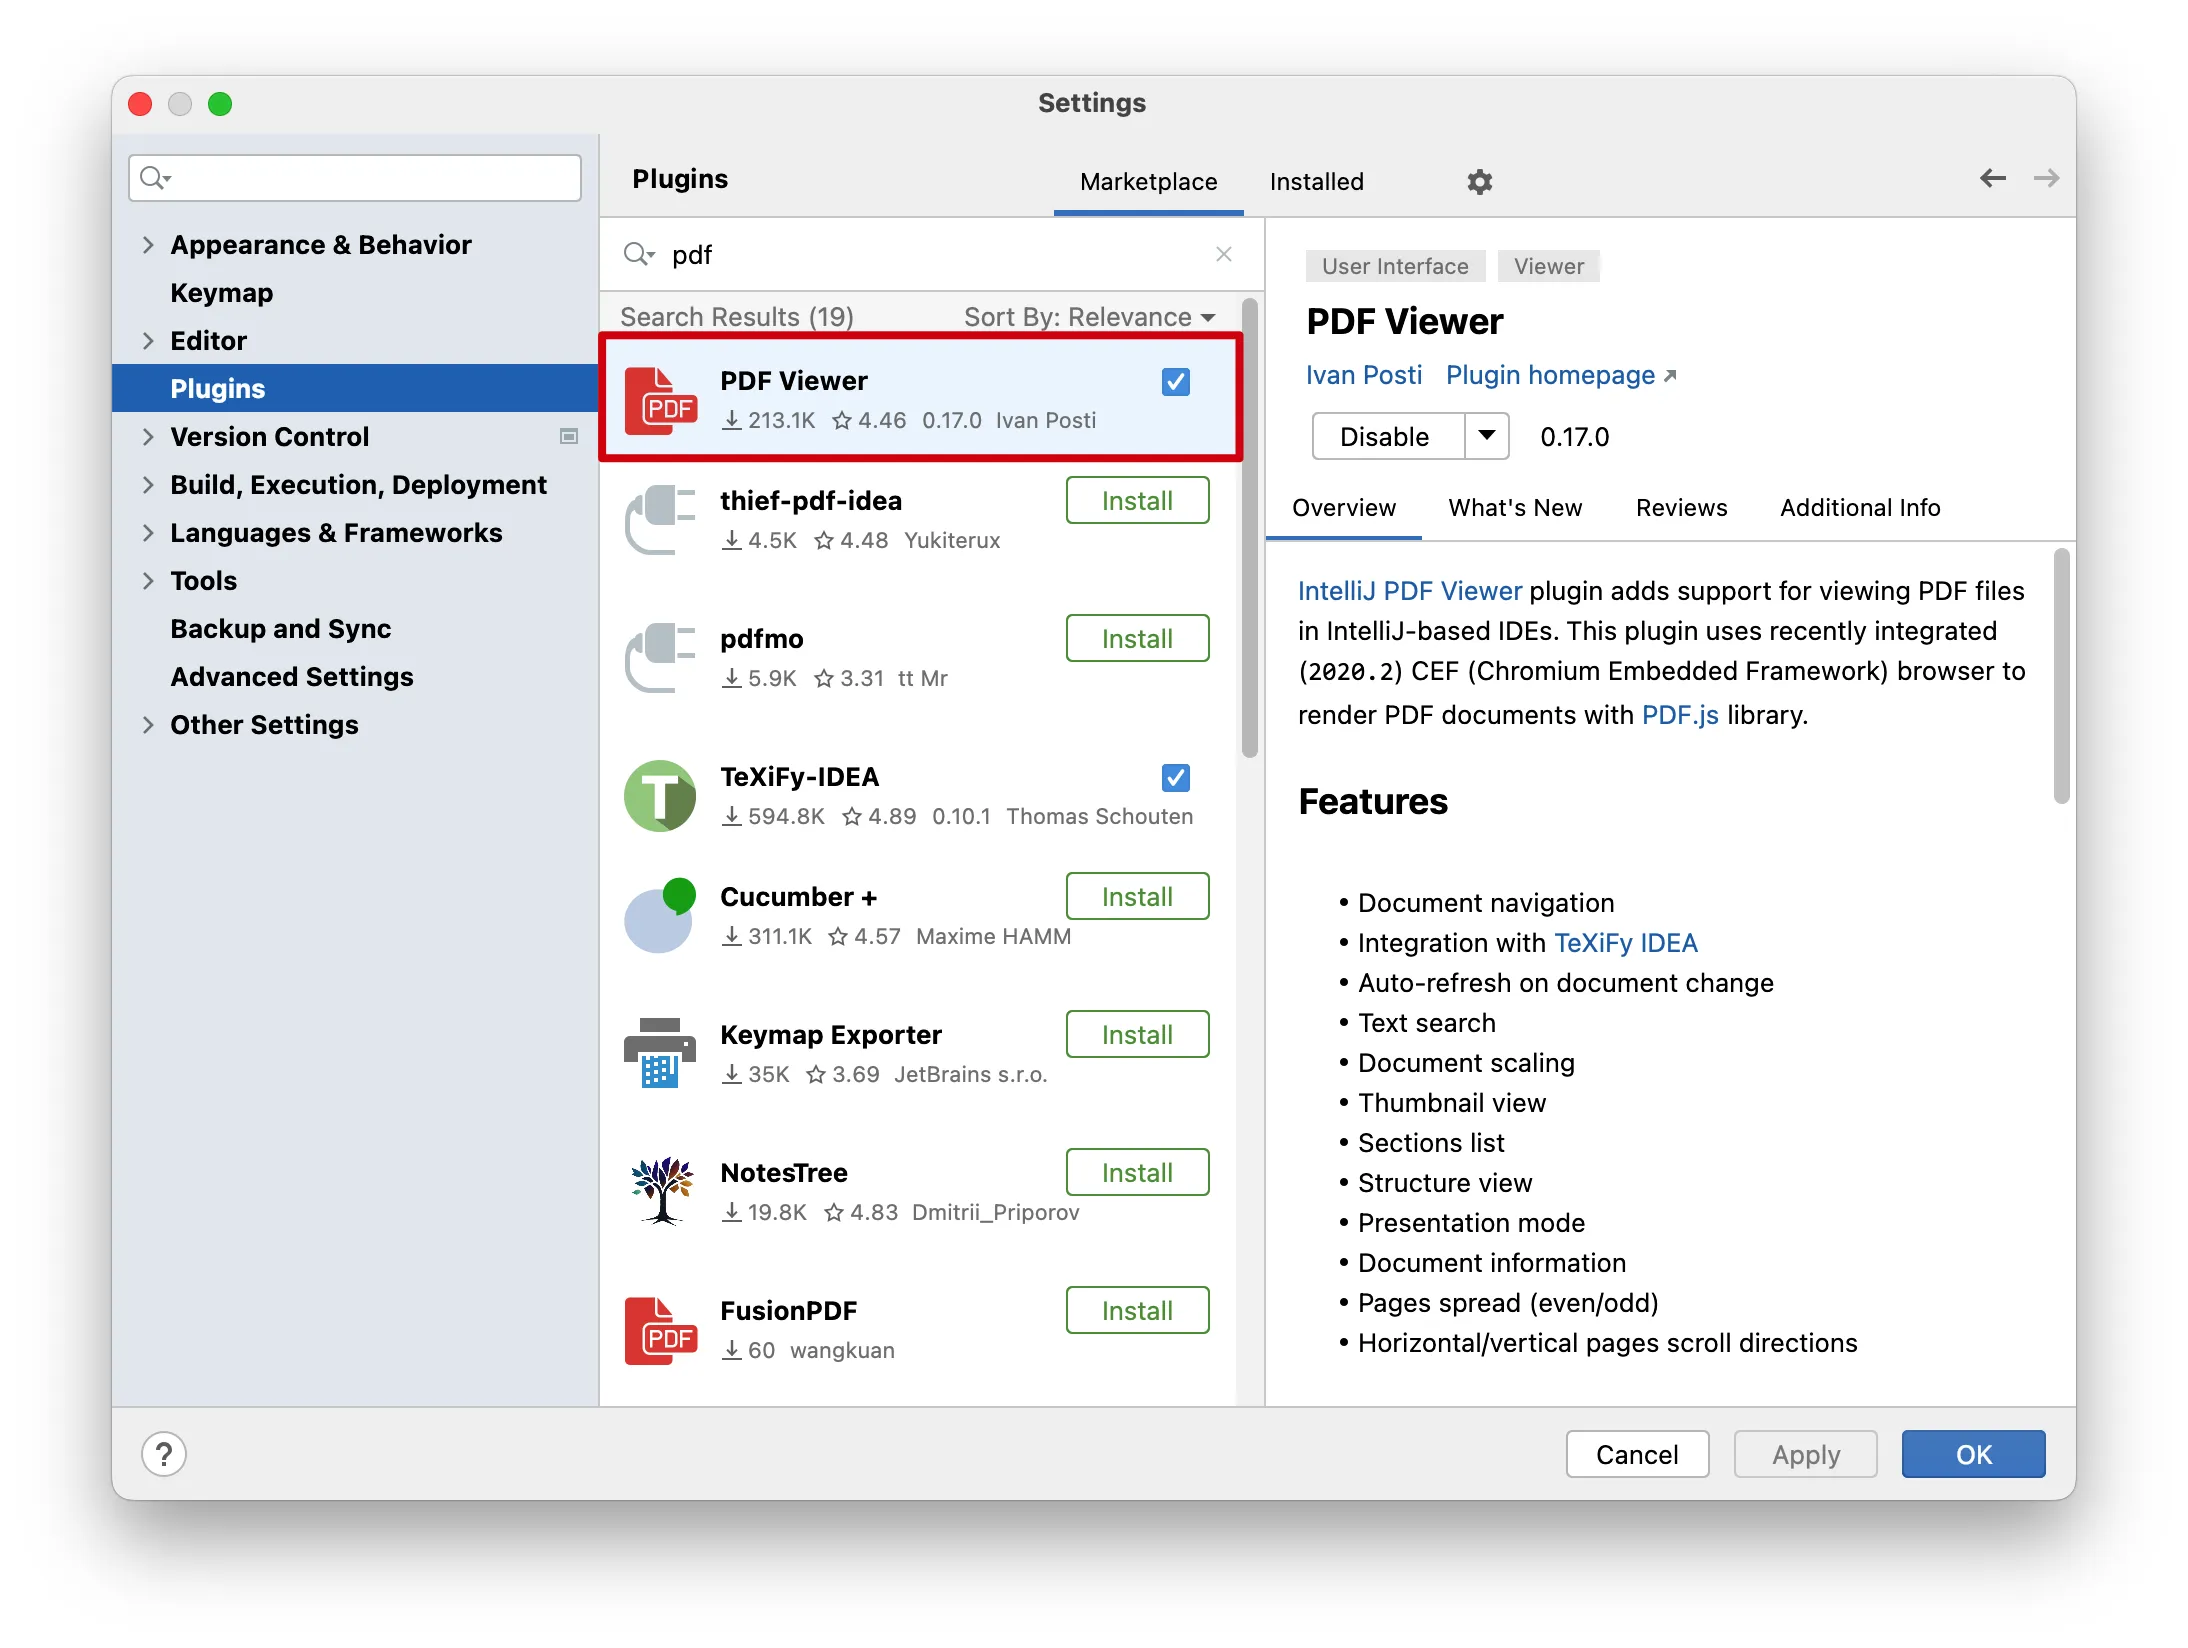 Settings
Appearance & Behavior
Keymap
Editor
Plugins
Version Control
Build, Execution, Deployment
Languages & Frameworks
Tools
Backup and Sync
Advanced Settings
Other Settings
Plugins
Marketplace
Installed
pdf
Search Results (19)
Sort By: Relevance
PDF
PDF Viewer
213.1K 4.46 0.17.0 Ivan Posti
thief-pdf-idea
Install
4.5K 4.48 Yukiterux
pdfmo
Install
5.9K 3.31 tt Mr
T
TeXiFy-IDEA
594.8K 4.89 0.10.1 Thomas Schouten
Cucumber +
Install
311.1K 4.57 Maxime HAMM
Keymap Exporter
Install
35K 3.69 JetBrains s.r.o.
NotesTree
Install
19.8K 4.83 Dmitrii_Priporov
PDF
FusionPDF
Install
60 wangkuan
User Interface
Viewer
PDF Viewer
Ivan Posti Plugin homepage
Disable
0.17.0
Overview
What's New
Reviews
Additional Info
IntelliJ PDF Viewer plugin adds support for viewing PDF files
in IntelliJ-based IDEs. This plugin uses recently integrated
(2020.2) CEF (Chromium Embedded Framework) browser to
render PDF documents with PDF.js library.
Features
• Document navigation
• Integration with TeXiFy IDEA
• Auto-refresh on document change
• Text search
• Document scaling
• Thumbnail view
• Sections list
• Structure view
• Presentation mode
• Document information
• Pages spread (even/odd)
• Horizontal/vertical pages scroll directions
?
Cancel
Apply
OK